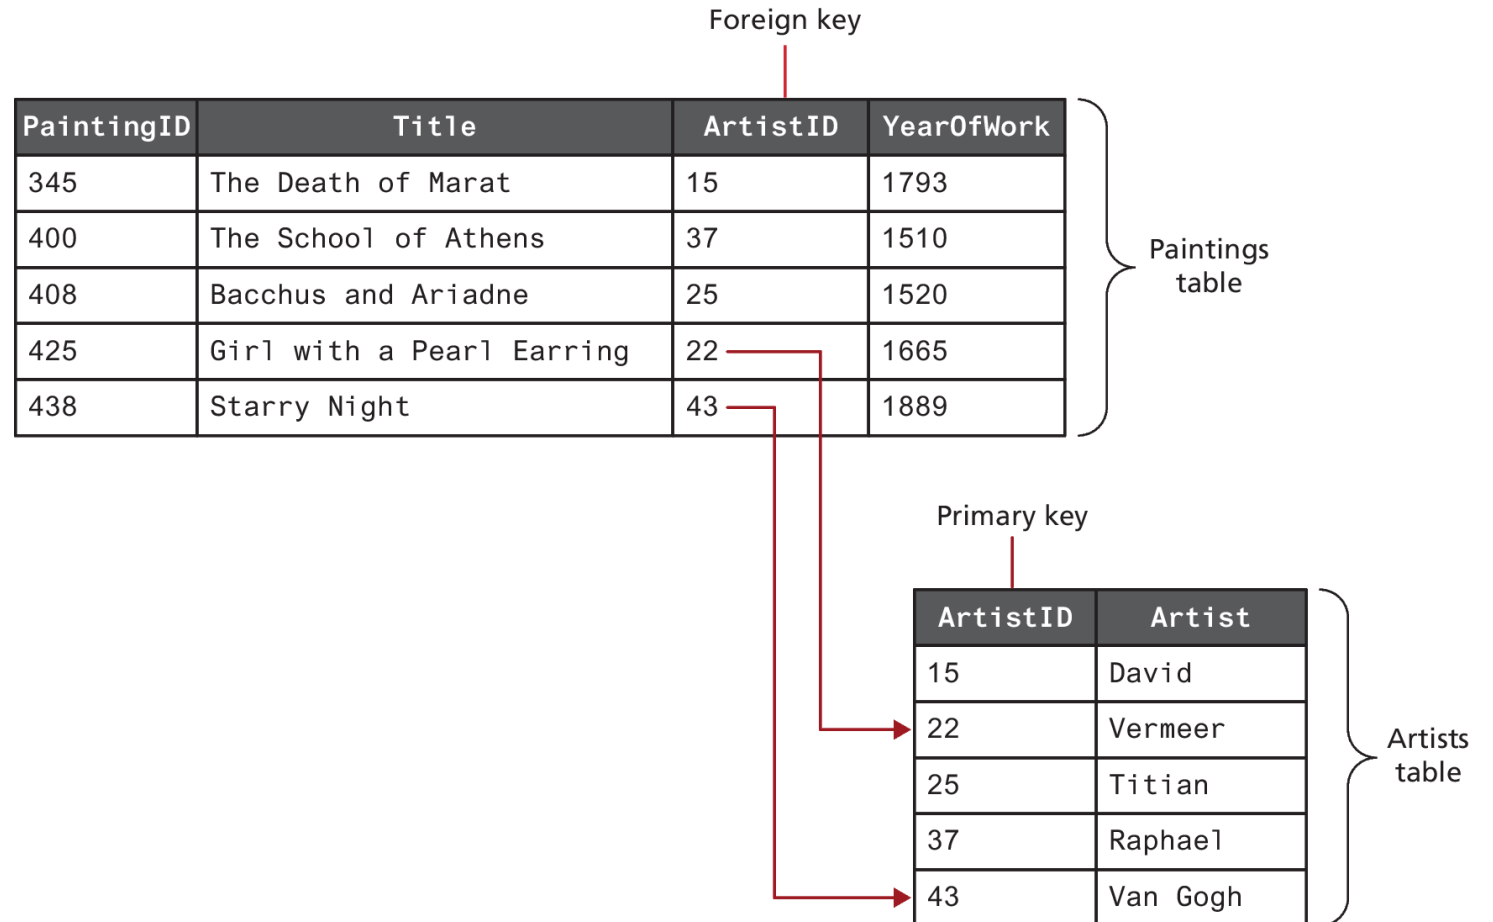 Foreign key
PaintingID Title ArtistID YearOfWork
345 The Death of Marat 15 1793
400 The School of Athens 37 1510
408 Bacchus and Ariadne 25 1520
425 Girl with a Pearl Earring 22 1665
438 Starry Night 43 1889
Paintings
table
Primary key
ArtistID Artist
15 David
22 Vermeer
25 Titian
37 Raphael
43 Van Gogh
Artists
table